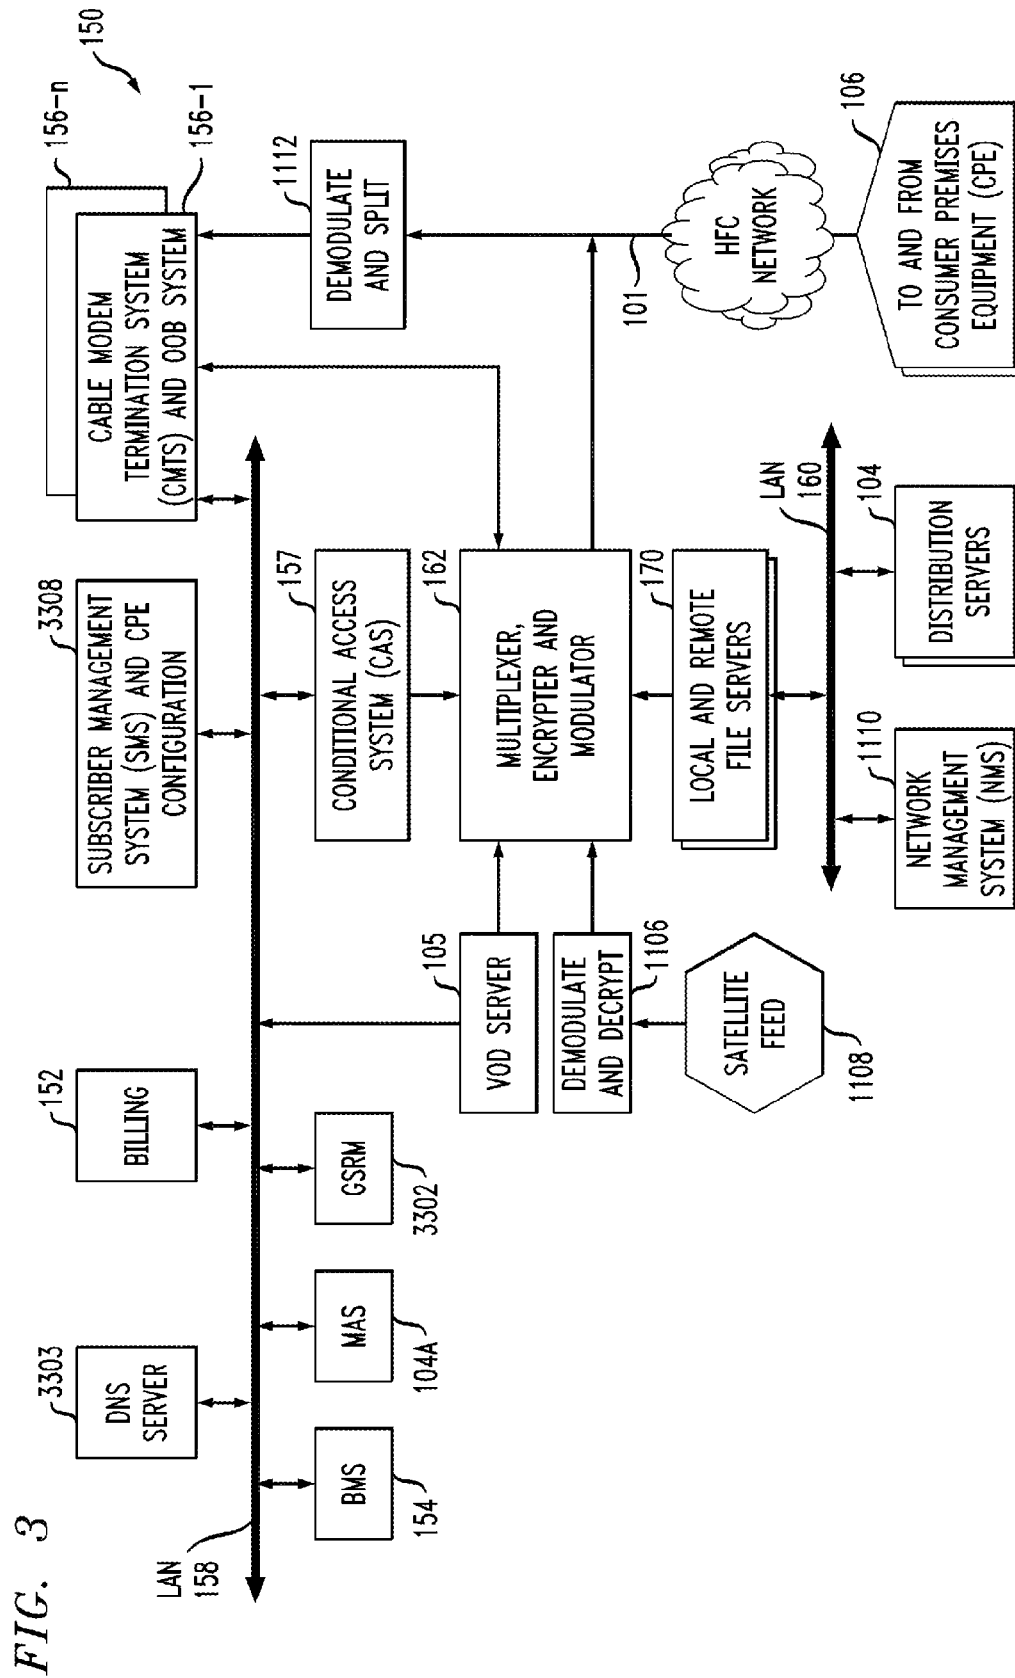 FIG. 3
150
3303
DNS
SERVER
152
BILLING
3308
SUBSCRIBER MANAGEMENT
SYSTEM (SMS) AND CPE
CONFIGURATION
156-n
156-1
CABLE MODEM
TERMINATION SYSTEM
(CMTS) AND OOB SYSTEM
LAN
158
BMS
154
MAS
104A
GSRM
3302
157
CONDITIONAL ACCESS
SYSTEM (CAS)
1112
DEMODULATE
AND SPLIT
105
VOD SERVER
162
MULTIPLEXER,
ENCRYPTER AND
MODULATOR
DEMODULATE
AND DECRYPT
1106
101
HFC
NETWORK
SATELLITE
FEED
1108
170
LOCAL AND REMOTE
FILE SERVERS
LAN
160
1110
NETWORK
MANAGEMENT
SYSTEM (NMS)
104
DISTRIBUTION
SERVERS
106
TO AND FROM
CONSUMER PREMISES
EQUIPMENT (CPE)